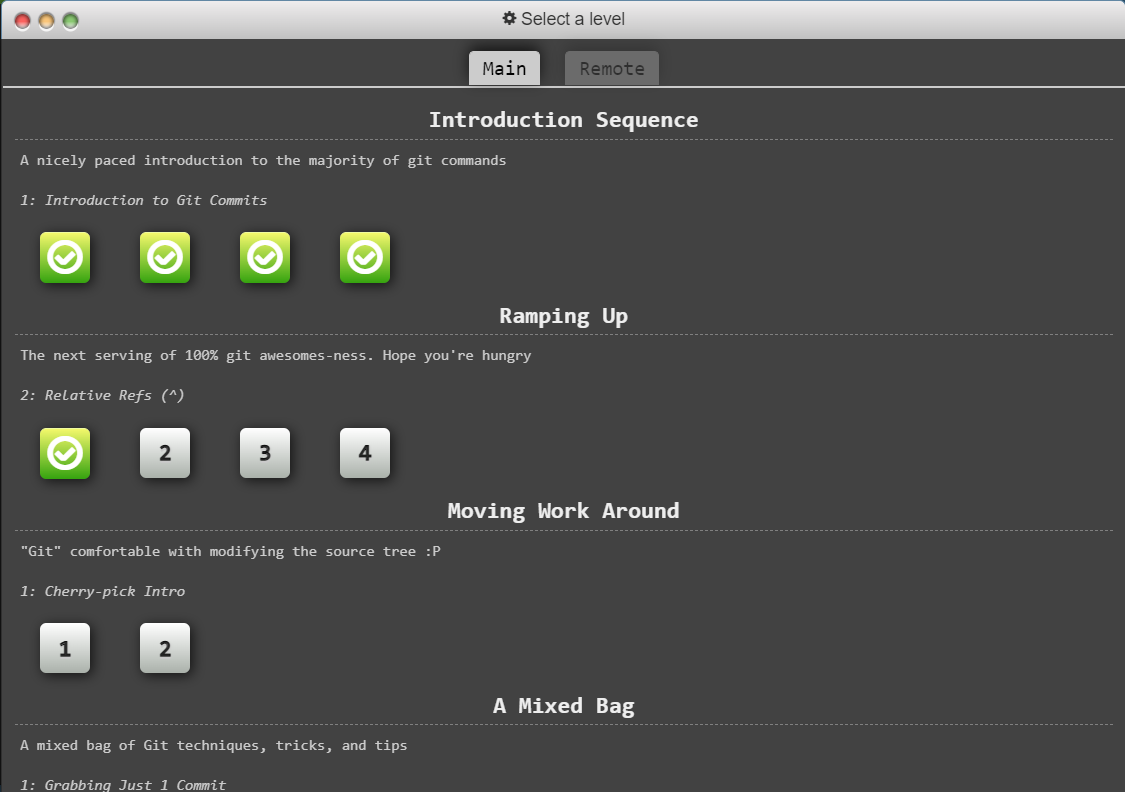 Select a level
Main Remote
Introduction Sequence
A nicely paced introduction to the majority of git commands
1: Introduction to Git Commits
Ramping Up
The next serving of 100% git awesomes-ness. Hope you're hungry
2: Relative Refs (^)
2 3 4
Moving Work Around
"Git" comfortable with modifying the source tree :P
1: Cherry-pick Intro
1 2
A Mixed Bag
A mixed bag of Git techniques, tricks, and tips
1: Grabbing Just 1 Commit